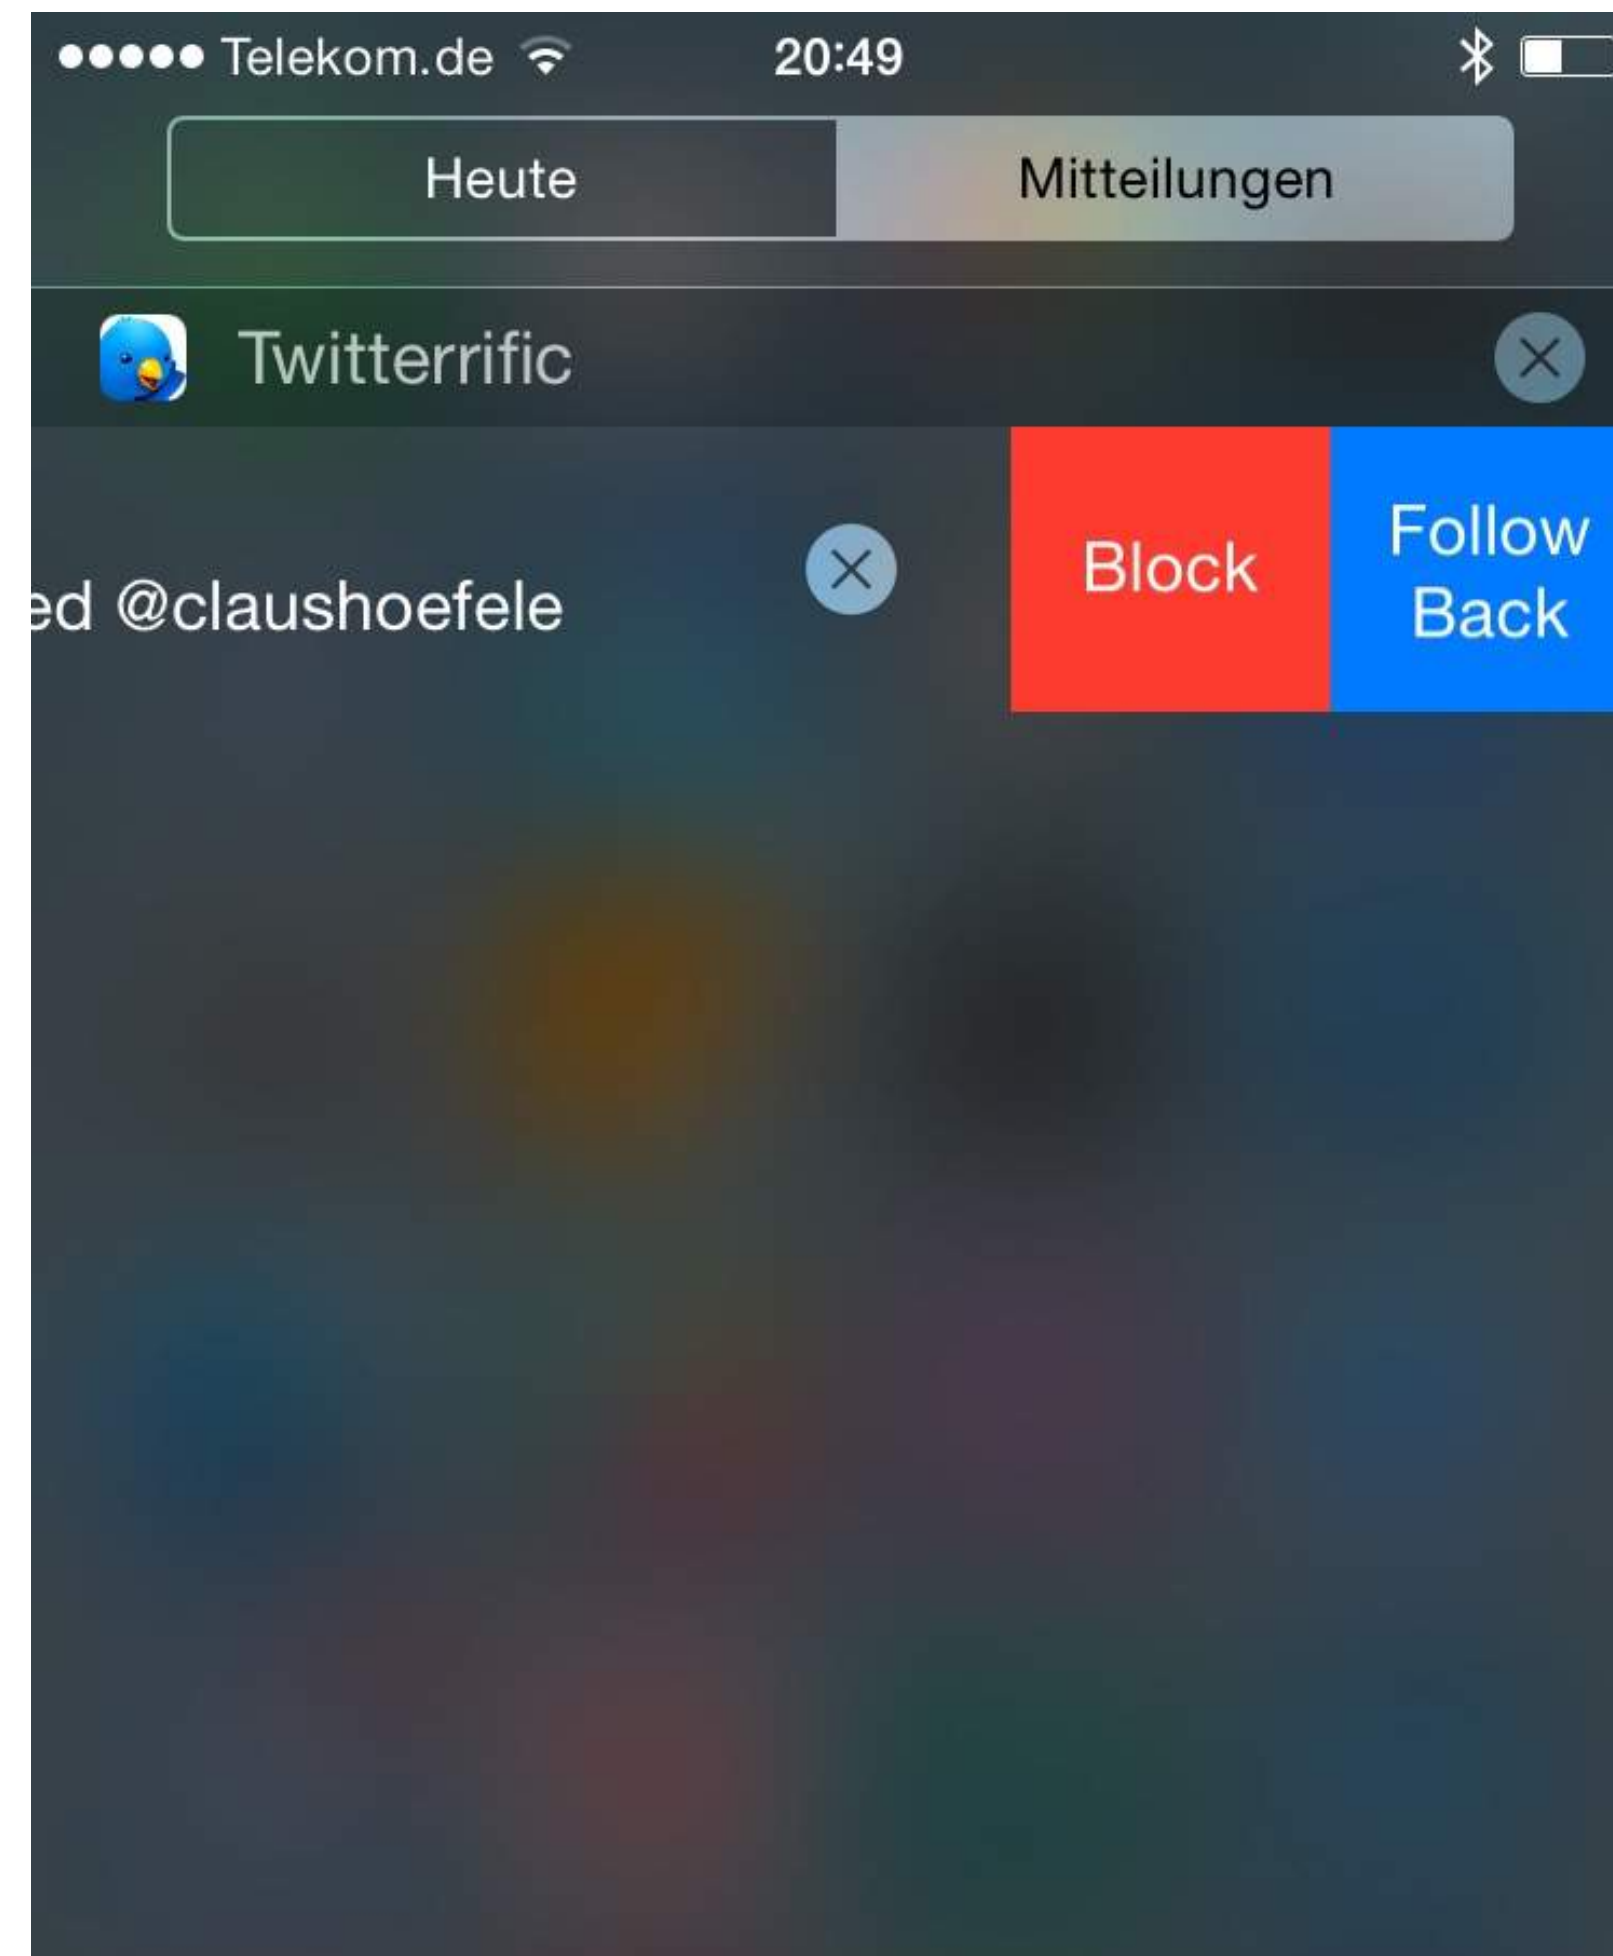 Telekom.de 20:49
Heute Mitteilungen
Twitterrific
ed @claushoefele
Block
Follow
Back